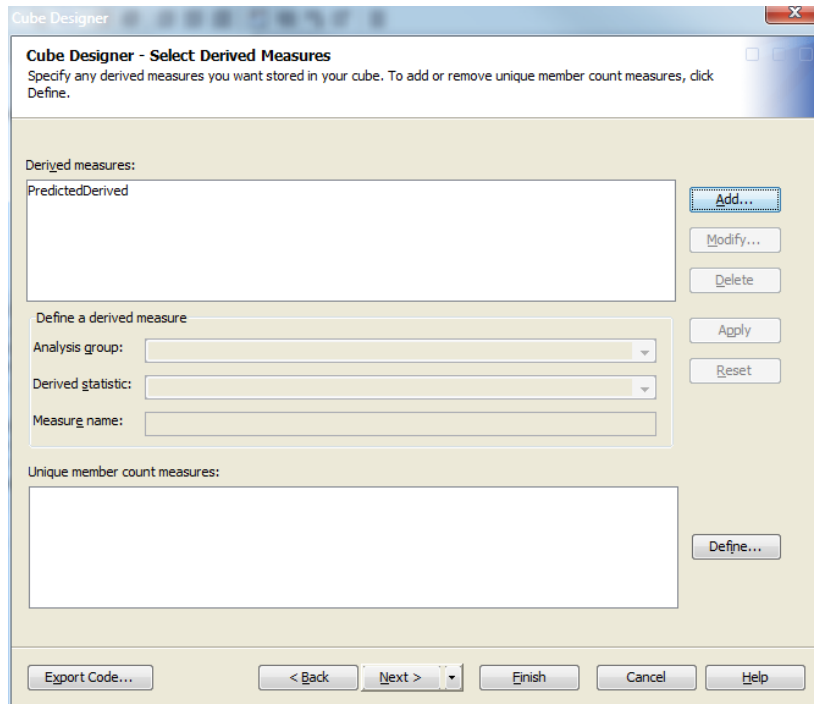 Cube Designer
Cube Designer - Select Derived Measures
Specify any derived measures you want stored in your cube. To add or remove unique member count measures, click
Define.
Derived measures:
PredictedDerived
Add...
Modify...
Delete
Define a derived measure
Apply
Analysis group:
Reset
Derived statistic:
Measure name:
Unique member count measures:
Define...
Export Code...
< Back
Next >
Finish
Cancel
Help